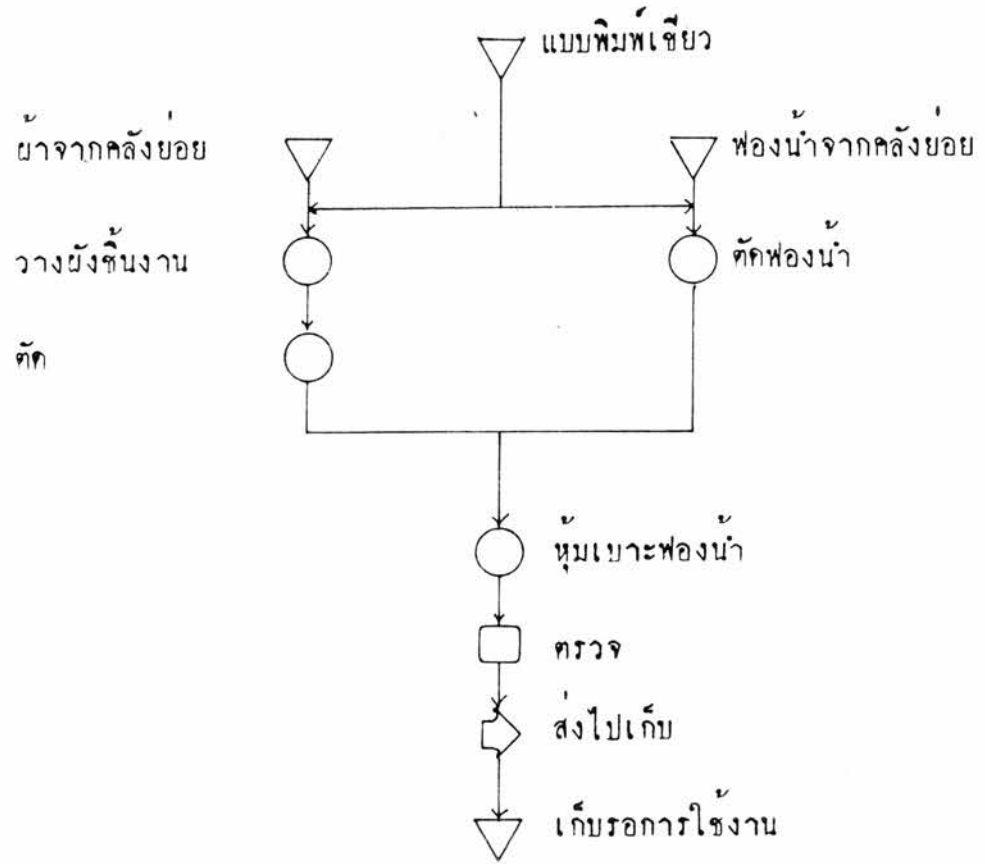 แบบพิมพ์เขียว
ผ้าจากคลังย่อย
ฟองน้ำจากคลังย่อย
วางผังชิ้นงาน
ตัดฟองน้ำ
ตัด
หุ้มเบาะฟองน้ำ
ตรวจ
ส่งไปเก็บ
เก็บรอการใช้งาน